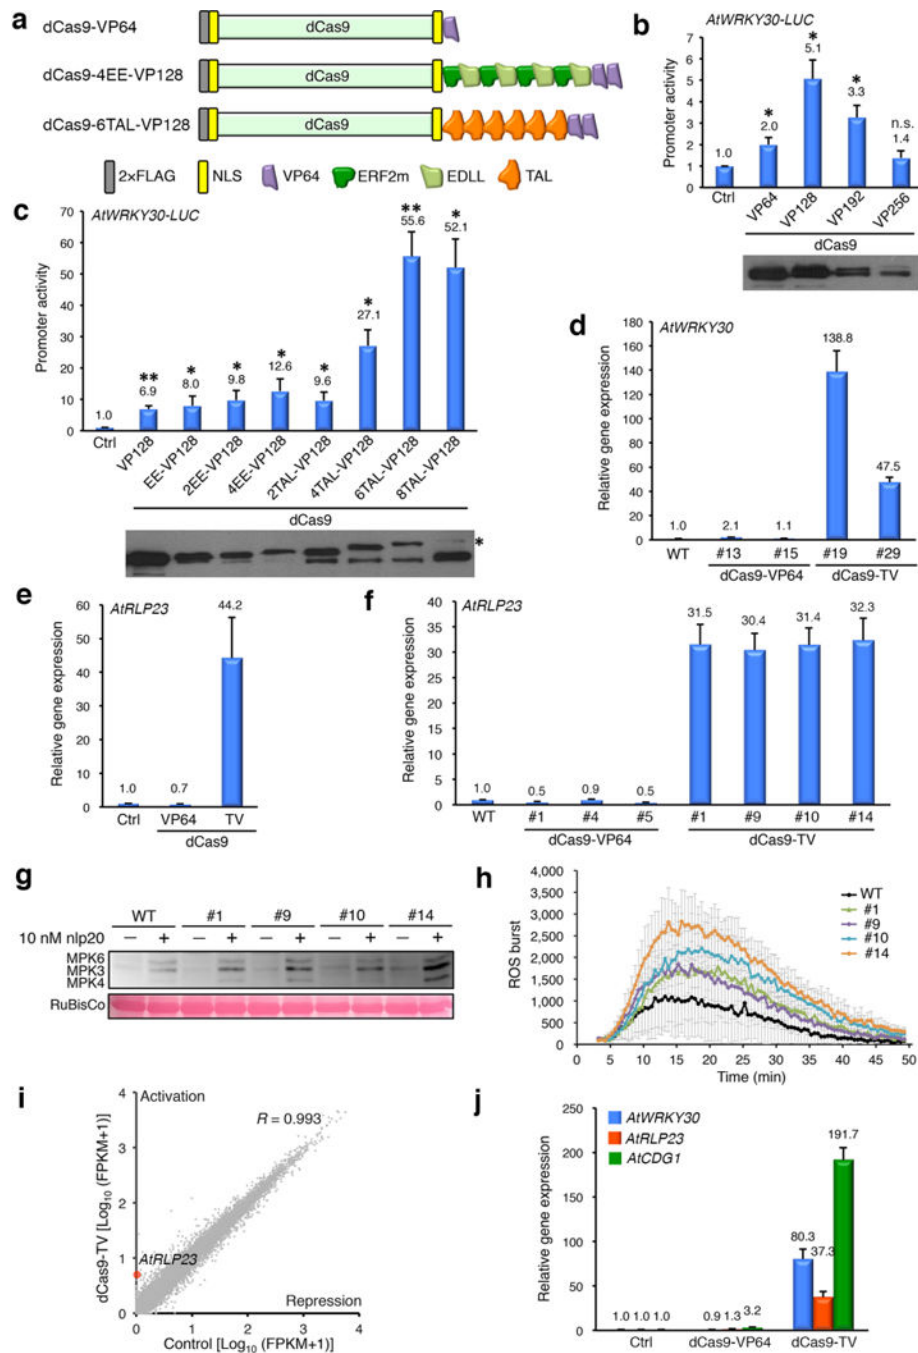 a
dCas9-VP64
dCas9
dCas9-4EE-VP128
dCas9
dCas9-6TAL-VP128
dCas9
2×FLAG NLS VP64 ERF2m EDLL TAL
b
AtWRKY30-LUC
Promoter activity
7
6
5
4
3
2
1
0
1.0
*
2.0
*
5.1
*
3.3
n.s.
1.4
Ctrl VP64 VP128 VP192 VP256
dCas9
c
AtWRKY30-LUC
Promoter activity
70
60
50
40
30
20
10
0
1.0
**
6.9
*
8.0
*
9.8
*
12.6
*
9.6
*
27.1
**
55.6
*
52.1
Ctrl VP128 EE-VP128 2EE-VP128 4EE-VP128 2TAL-VP128 4TAL-VP128 6TAL-VP128 8TAL-VP128
dCas9
*
d
AtWRKY30
Relative gene expression
180
160
140
120
100
80
60
40
20
0
1.0 2.1 1.1 138.8 47.5
WT #13 #15 #19 #29
dCas9-VP64 dCas9-TV
e
AtRLP23
Relative gene expression
60
50
40
30
20
10
0
1.0 0.7 44.2
Ctrl VP64 TV
dCas9
f
AtRLP23
Relative gene expression
40
35
30
25
20
15
10
5
0
1.0 0.5 0.9 0.5 31.5 30.4 31.4 32.3
WT #1 #4 #5 #1 #9 #10 #14
dCas9-VP64 dCas9-TV
g
WT #1 #9 #10 #14
10 nM nlp20 — + — + — + — + — +
MPK6
MPK3
MPK4
RuBisCo
h
ROS burst
4,000
3,500
3,000
2,500
2,000
1,500
1,000
500
0
0 5 10 15 20 25 30 35 40 45 50
Time (min)
WT
#1
#9
#10
#14
i
dCas9-TV [Log10 (FPKM+1)]
4
3
2
1
0
Activation
R = 0.993
AtRLP23
Repression
0 1 2 3 4
Control [Log10 (FPKM+1)]
j
Relative gene expression
250
200
150
100
50
0
AtWRKY30
AtRLP23
AtCDG1
1.0 1.0 1.0 0.9 1.3 3.2 80.3 37.3 191.7
Ctrl dCas9-VP64 dCas9-TV